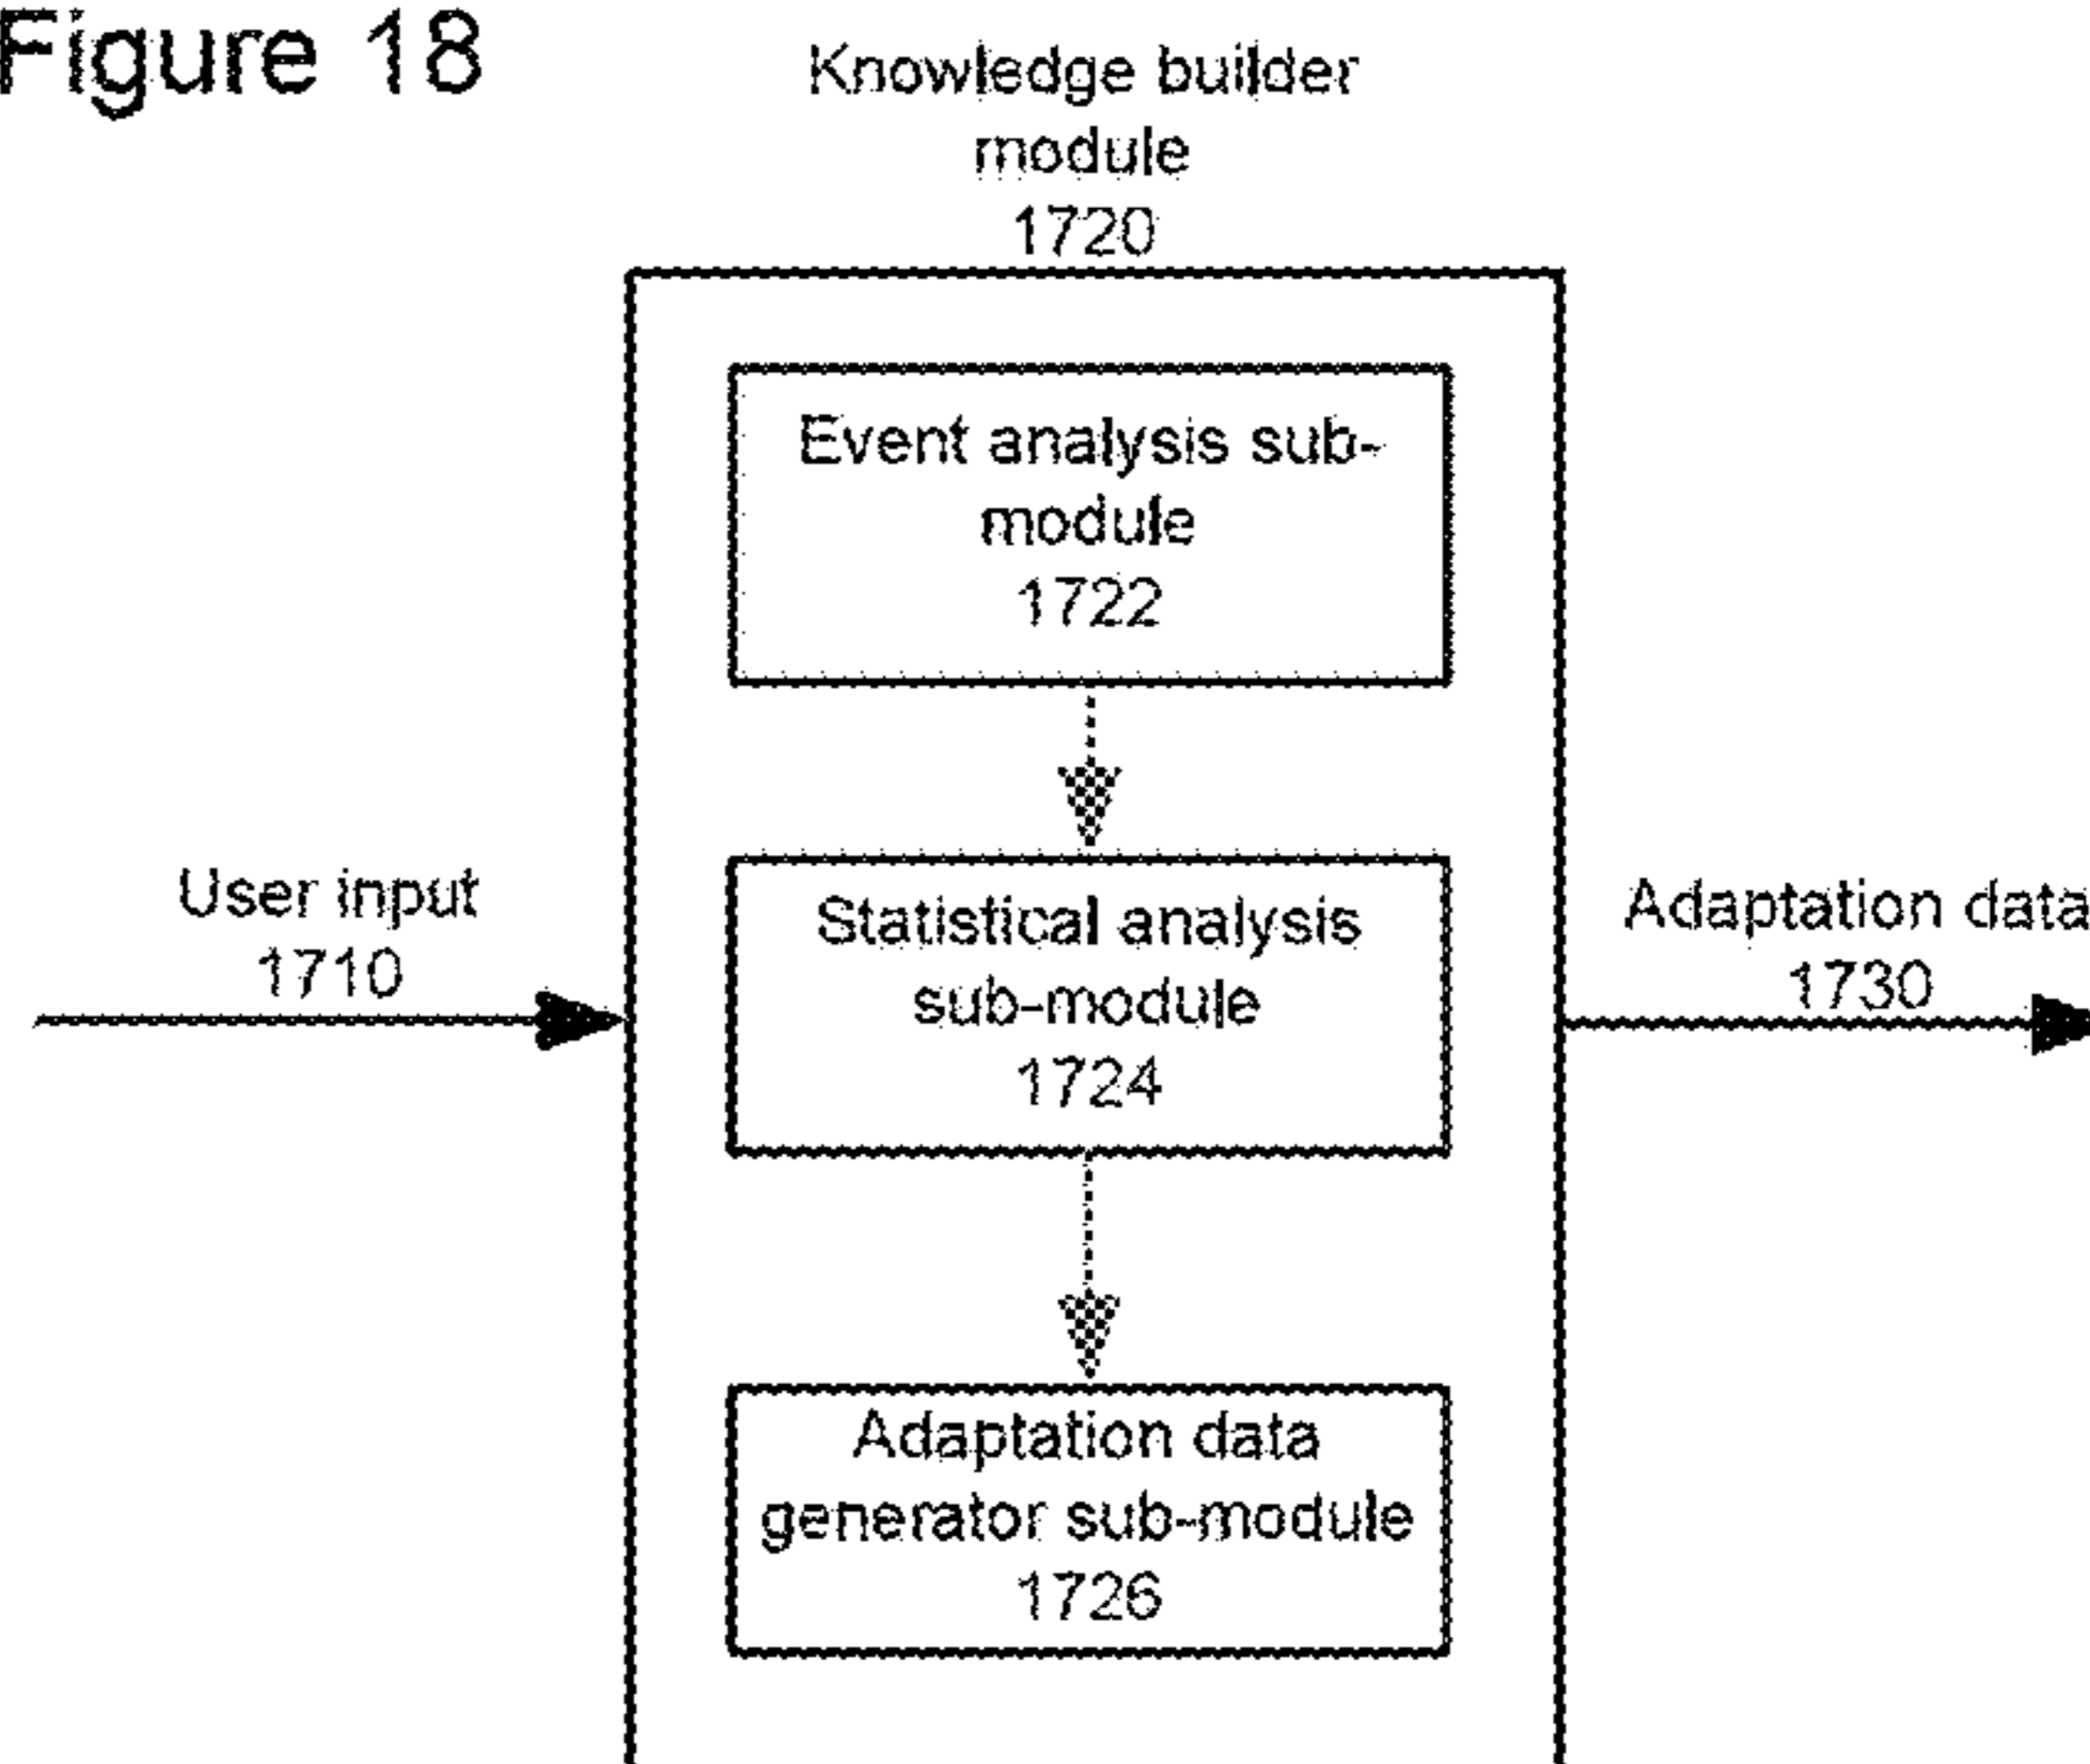 Figure 18
Knowledge builder
module
1720
Event analysis sub-
module
1722
User input
1710
Statistical analysis
sub-module
1724
Adaptation data
1730
Adaptation data
generator sub-module
1726